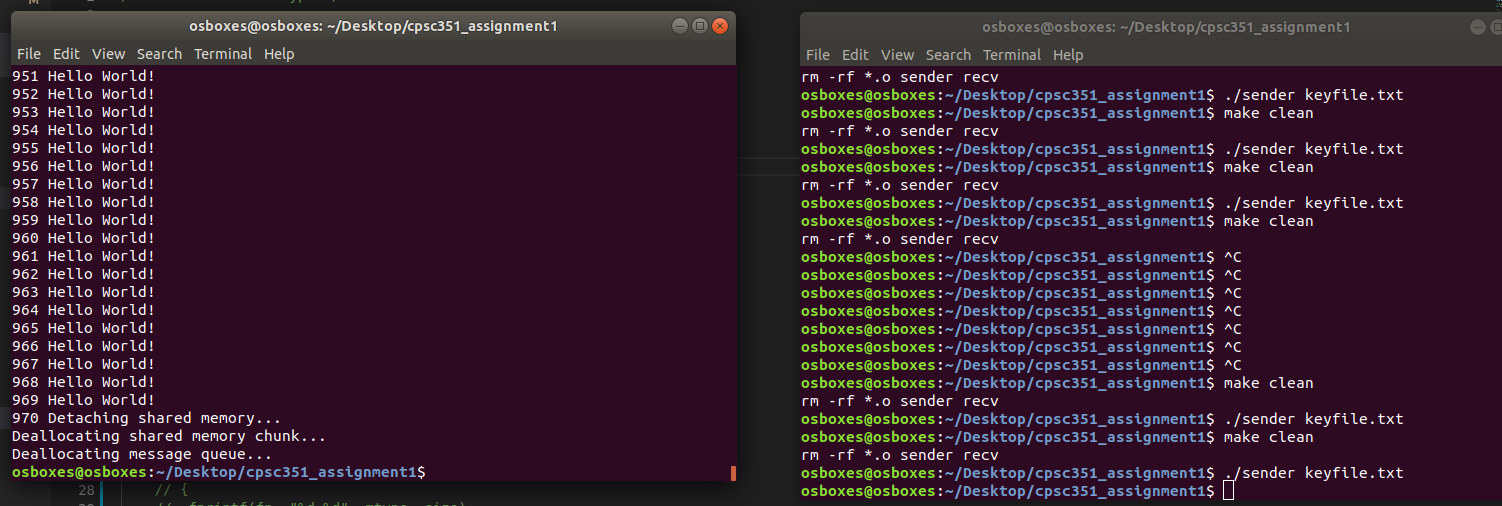 osboxes@osboxes: ~/Desktop/cpsc351_assignment1
File Edit View Search Terminal Help
951 Hello World!
952 Hello World!
953 Hello World!
954 Hello World!
955 Hello World!
956 Hello World!
957 Hello World!
958 Hello World!
959 Hello World!
960 Hello World!
961 Hello World!
962 Hello World!
963 Hello World!
964 Hello World!
965 Hello World!
966 Hello World!
967 Hello World!
968 Hello World!
969 Hello World!
970 Detaching shared memory...
Deallocating shared memory chunk...
Deallocating message queue...
osboxes@osboxes:~/Desktop/cpsc351_assignment1$
28 // {
osboxes@osboxes: ~/Desktop/cpsc351_assignment1
File Edit View Search Terminal Help
rm -rf *.o sender recv
osboxes@osboxes:~/Desktop/cpsc351_assignment1$ ./sender keyfile.txt
osboxes@osboxes:~/Desktop/cpsc351_assignment1$ make clean
rm -rf *.o sender recv
osboxes@osboxes:~/Desktop/cpsc351_assignment1$ ./sender keyfile.txt
osboxes@osboxes:~/Desktop/cpsc351_assignment1$ make clean
rm -rf *.o sender recv
osboxes@osboxes:~/Desktop/cpsc351_assignment1$ ./sender keyfile.txt
osboxes@osboxes:~/Desktop/cpsc351_assignment1$ make clean
rm -rf *.o sender recv
osboxes@osboxes:~/Desktop/cpsc351_assignment1$ ^C
osboxes@osboxes:~/Desktop/cpsc351_assignment1$ ^C
osboxes@osboxes:~/Desktop/cpsc351_assignment1$ ^C
osboxes@osboxes:~/Desktop/cpsc351_assignment1$ ^C
osboxes@osboxes:~/Desktop/cpsc351_assignment1$ ^C
osboxes@osboxes:~/Desktop/cpsc351_assignment1$ ^C
osboxes@osboxes:~/Desktop/cpsc351_assignment1$ ^C
osboxes@osboxes:~/Desktop/cpsc351_assignment1$ make clean
rm -rf *.o sender recv
osboxes@osboxes:~/Desktop/cpsc351_assignment1$ ./sender keyfile.txt
osboxes@osboxes:~/Desktop/cpsc351_assignment1$ make clean
rm -rf *.o sender recv
osboxes@osboxes:~/Desktop/cpsc351_assignment1$ ./sender keyfile.txt
osboxes@osboxes:~/Desktop/cpsc351_assignment1$